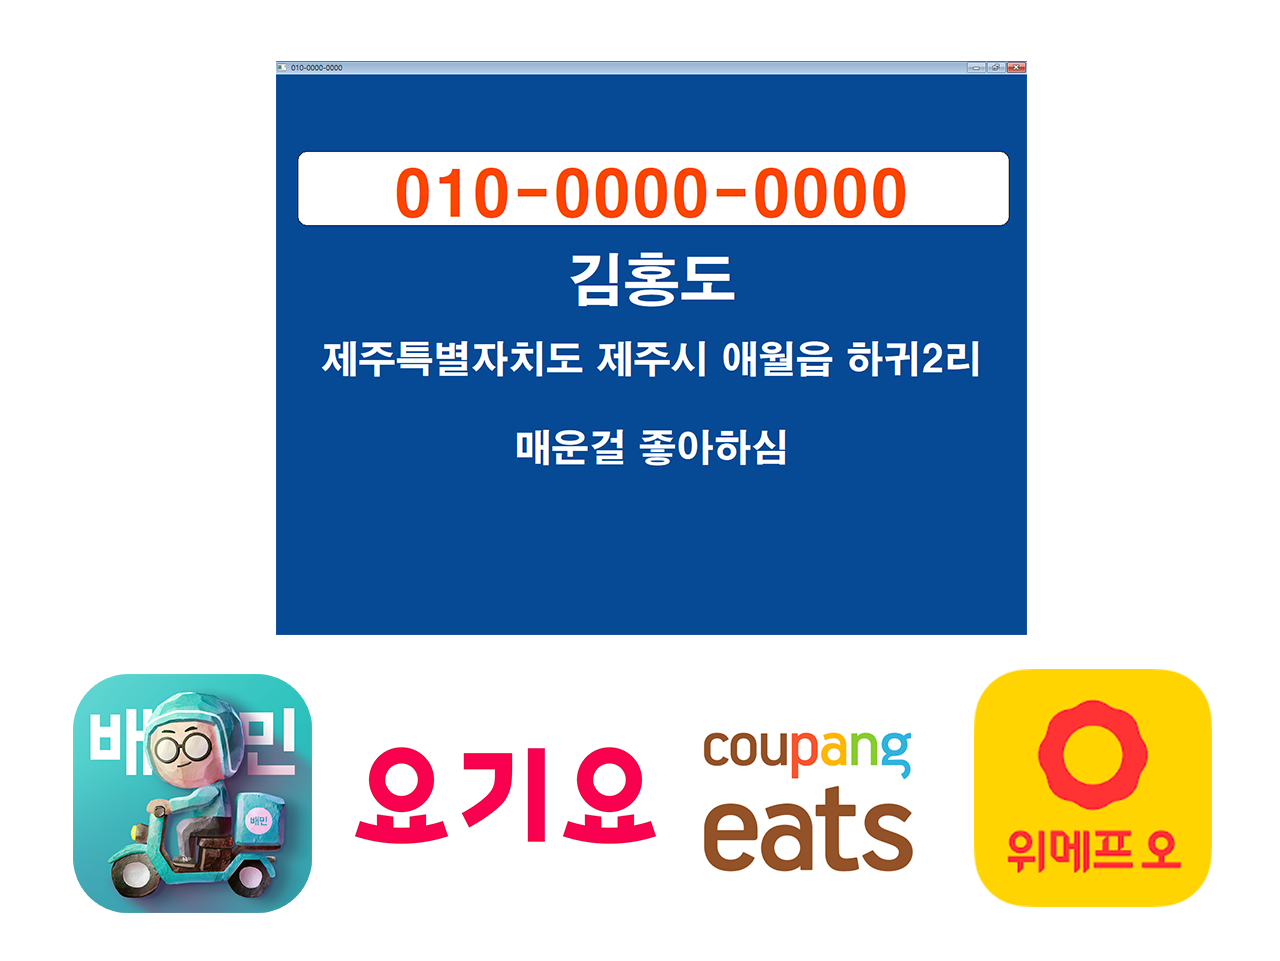 010-0000-0000
010-0000-0000
김홍도
제주특별자치도 제주시 애월읍 하귀2리
매운걸 좋아하심
배민
배민
요기요
coupang
eats
위메프오